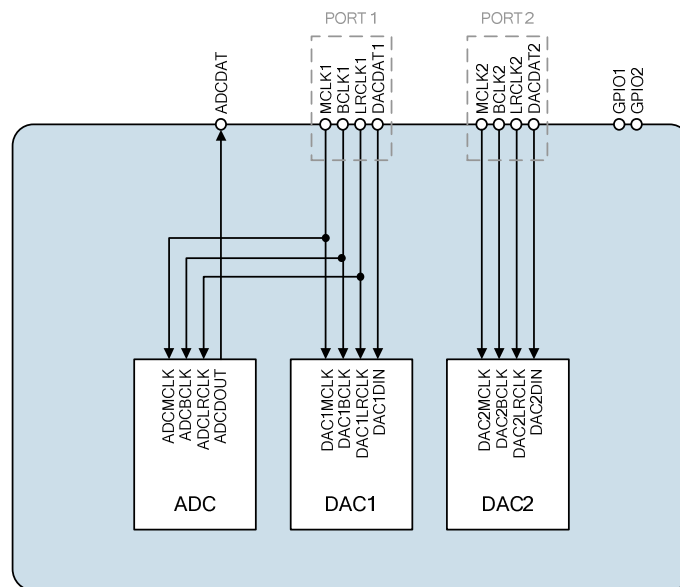 PORT 1
PORT 2
ADCDAT
MCLK1
BCLK1
LRCLK1
DACDAT1
MCLK2
BCLK2
LRCLK2
DACDAT2
GPIO1
GPIO2
ADCMCLK
ADCBCLK
ADCLRCLK
ADCDOUT
DAC1MCLK
DAC1BCLK
DAC1LRCLK
DAC1DIN
DAC2MCLK
DAC2BCLK
DAC2LRCLK
DAC2DIN
ADC
DAC1
DAC2